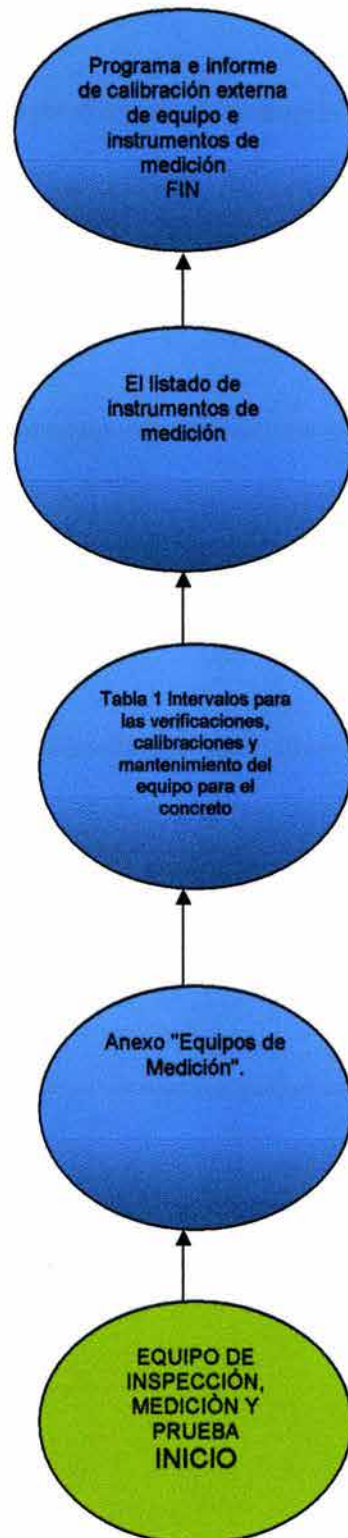 Programa e informe
de calibración externa
de equipo e
instrumentos de
medición
FIN
El listado de
instrumentos de
medición
Tabla 1 Intervalos para
las verificaciones,
calibraciones y
mantenimiento del
equipo para el
concreto
Anexo "Equipos de
Medición".
EQUIPO DE
INSPECCIÓN,
MEDICIÒN Y
PRUEBA
INICIO